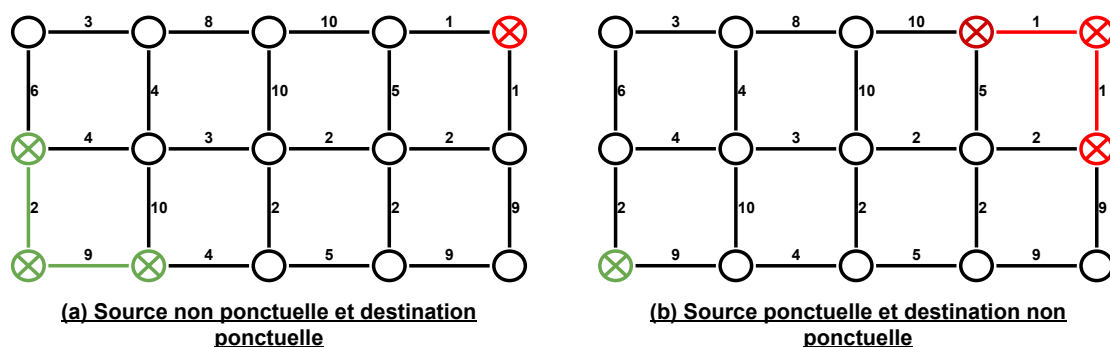 3 8 10 1 3 8 10 1
6 4 10 5 1 6 4 10 5 1
4 3 2 2 4 3 2 2
2 10 2 2 9 2 10 2 2 9
9 4 5 9 9 4 5 9
(a) Source non ponctuelle et destination
ponctuelle
(b) Source ponctuelle et destination non
ponctuelle